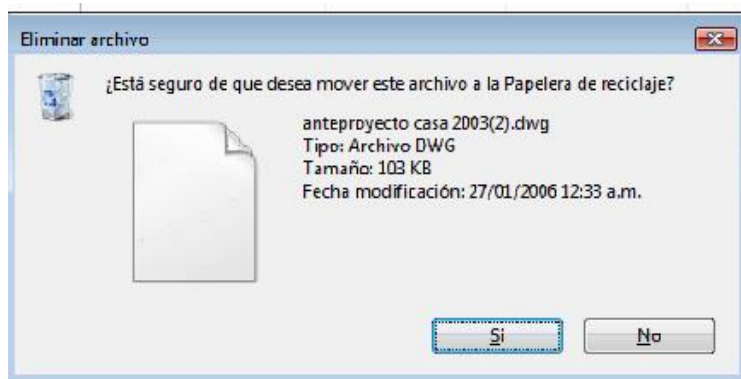 Eliminar archivo
¿Está seguro de que desea mover este archivo a la Papelera de reciclaje?
anteproyecto casa 2003(2).dwg
Tipo: Archivo DWG
Tamaño: 103 KB
Fecha modificación: 27/01/2006 12:33 a.m.
Sí No